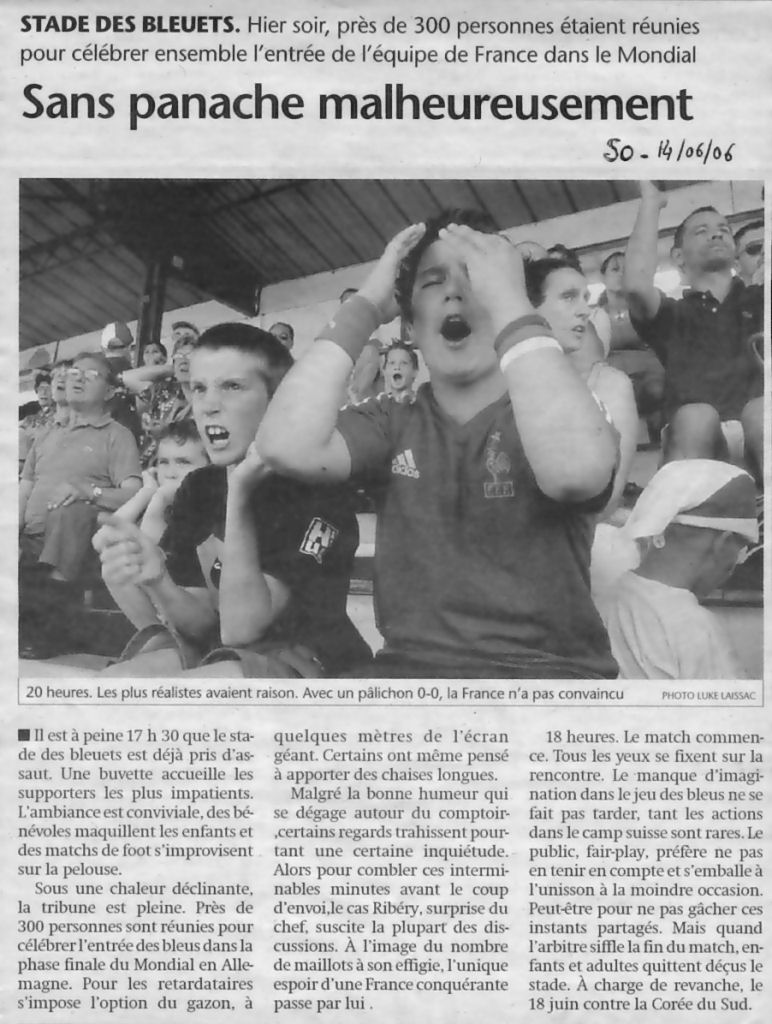 STADE DES BLEUETS. Hier soir, près de 300 personnes étaient réunies
pour célébrer ensemble l'entrée de l'équipe de France dans le Mondial
Sans panache malheureusement
SO - 14/06/06
adidas
F.F.F.
20 heures. Les plus réalistes avaient raison. Avec un pâlichon 0-0, la France n'a pas convaincu
PHOTO LUKE LAISSAC
■ Il est à peine 17 h 30 que le sta-
de des bleuets est déjà pris d'as-
saut. Une buvette accueille les
supporters les plus impatients.
L'ambiance est conviviale, des bé-
névoles maquillent les enfants et
des matchs de foot s'improvisent
sur la pelouse.
Sous une chaleur déclinante,
la tribune est pleine. Près de
300 personnes sont réunies pour
célébrer l'entrée des bleus dans la
phase finale du Mondial en Alle-
magne. Pour les retardataires
s'impose l'option du gazon, à
quelques mètres de l'écran
géant. Certains ont même pensé
à apporter des chaises longues.
Malgré la bonne humeur qui
se dégage autour du comptoir-
,certains regards trahissent pour-
tant une certaine inquiétude.
Alors pour combler ces intermi-
nables minutes avant le coup
d'envoi,le cas Ribéry, surprise du
chef, suscite la plupart des dis-
cussions. À l'image du nombre
de maillots à son effigie, l'unique
espoir d'une France conquérante
passe par lui .
18 heures. Le match commen-
ce. Tous les yeux se fixent sur la
rencontre. Le manque d'imagi-
nation dans le jeu des bleus ne se
fait pas tarder, tant les actions
dans le camp suisse sont rares. Le
public, fair-play, préfère ne pas
en tenir en compte et s'emballe à
l'unisson à la moindre occasion.
Peut-être pour ne pas gâcher ces
instants partagés. Mais quand
l'arbitre siffle la fin du match, en-
fants et adultes quittent déçus le
stade. À charge de revanche, le
18 juin contre la Corée du Sud.